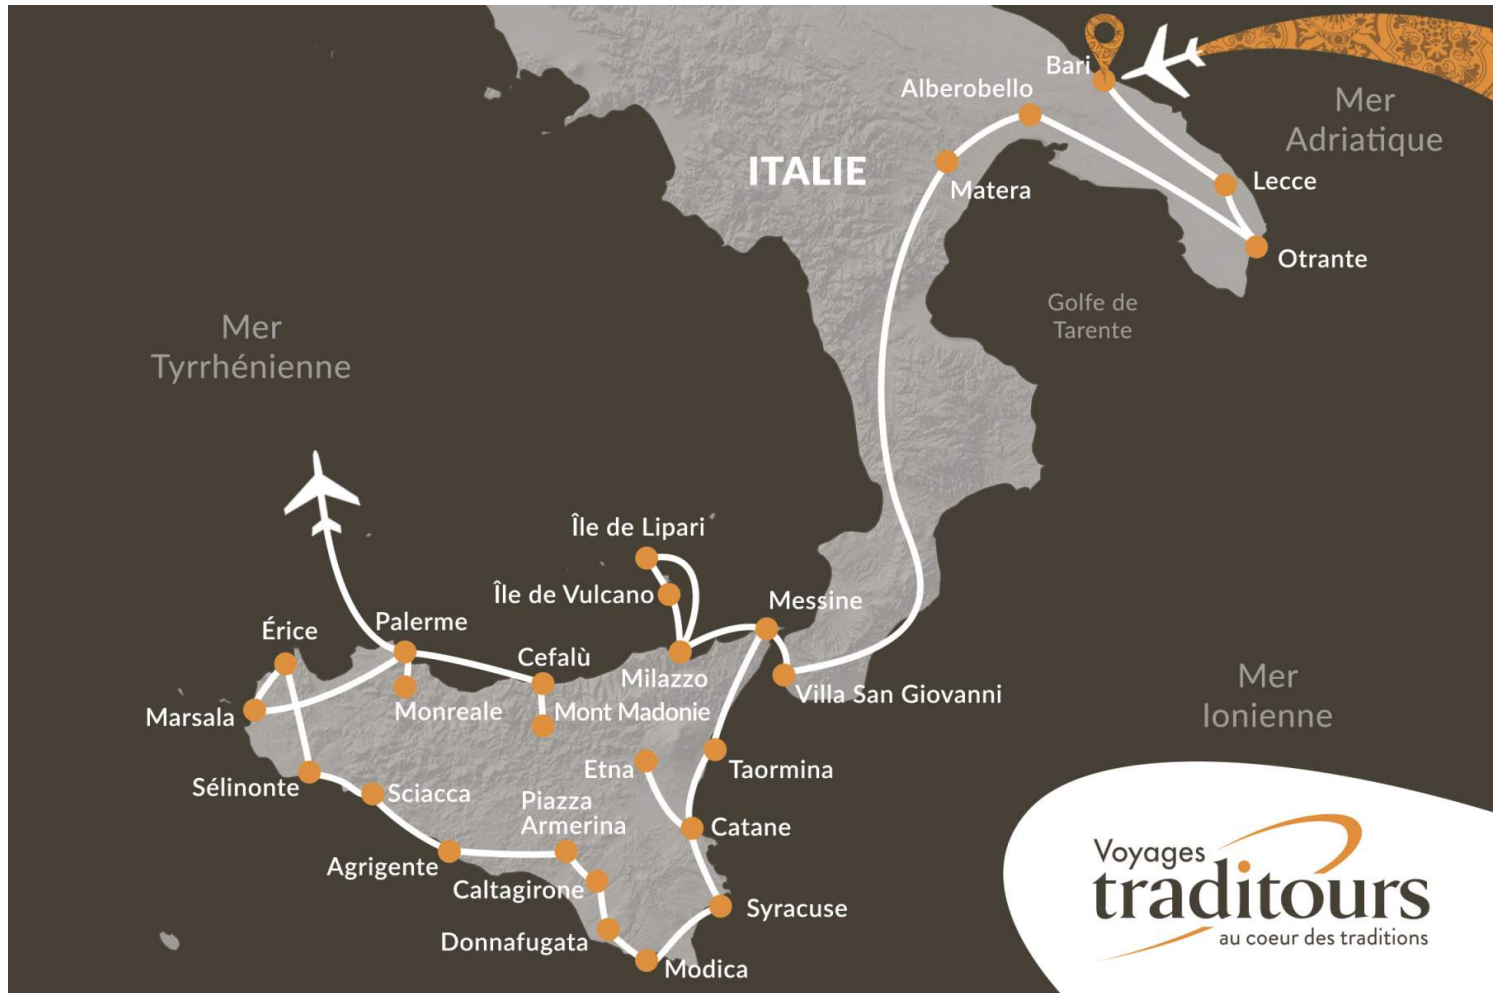 Bari
Alberobello
Mer
Adriatique
ITALIE
Matera
Lecce
Otrante
Golfe de
Tarente
Mer
Tyrrhénienne
Île de Lipari
Île de Vulcano
Messine
Érice
Palerme
Cefalù
Milazzo
Villa San Giovanni
Mer
Ionienne
Marsala
Monreale
Mont Madonie
Etna
Taormina
Sélinonte
Sciacca
Piazza
Armerina
Catane
Agrigente
Caltagirone
Syracuse
Donnafugata
Modica
Voyages
traditours
au coeur des traditions